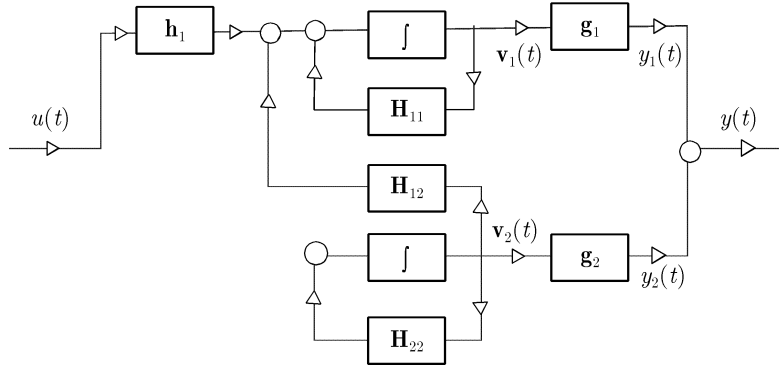 h₁
∫
g₁
v₁(t)
y₁(t)
H₁₁
u(t)
y(t)
H₁₂
v₂(t)
∫
g₂
y₂(t)
H₂₂